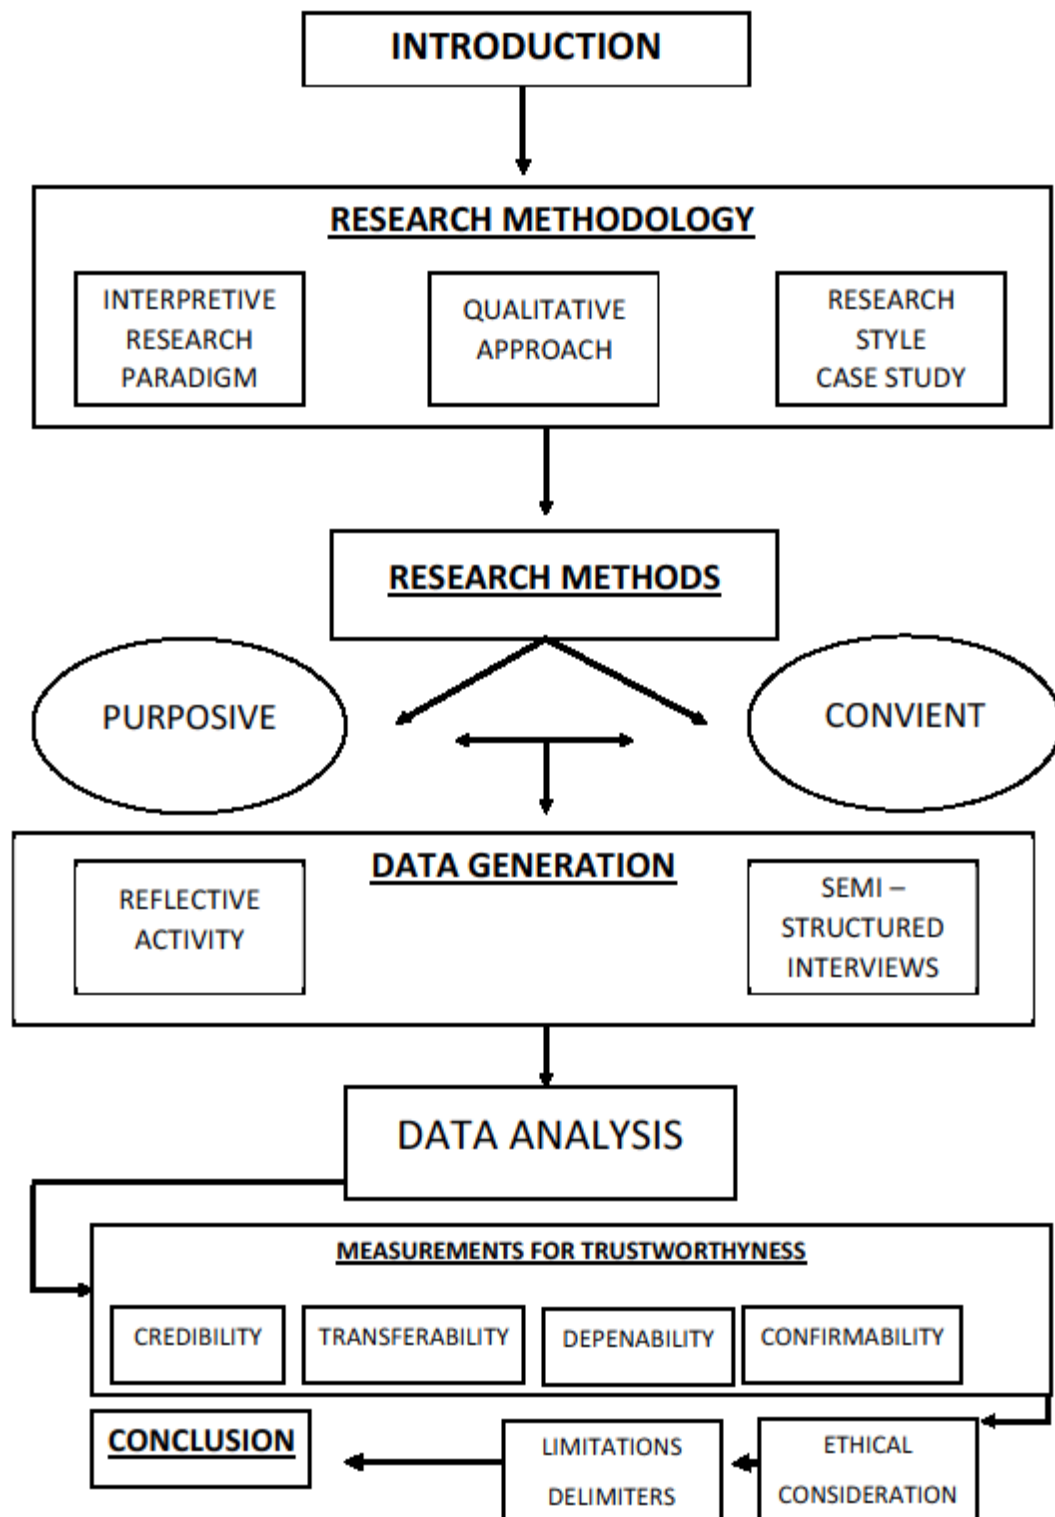 INTRODUCTION
RESEARCH METHODOLOGY
INTERPRETIVE
RESEARCH
PARADIGM
QUALITATIVE
APPROACH
RESEARCH
STYLE
CASE STUDY
RESEARCH METHODS
PURPOSIVE
CONVIENT
DATA GENERATION
REFLECTIVE
ACTIVITY
SEMI –
STRUCTURED
INTERVIEWS
DATA ANALYSIS
MEASUREMENTS FOR TRUSTWORTHYNESS
CREDIBILITY
TRANSFERABILITY
DEPENABILITY
CONFIRMABILITY
ETHICAL
CONSIDERATION
LIMITATIONS
DELIMITERS
CONCLUSION